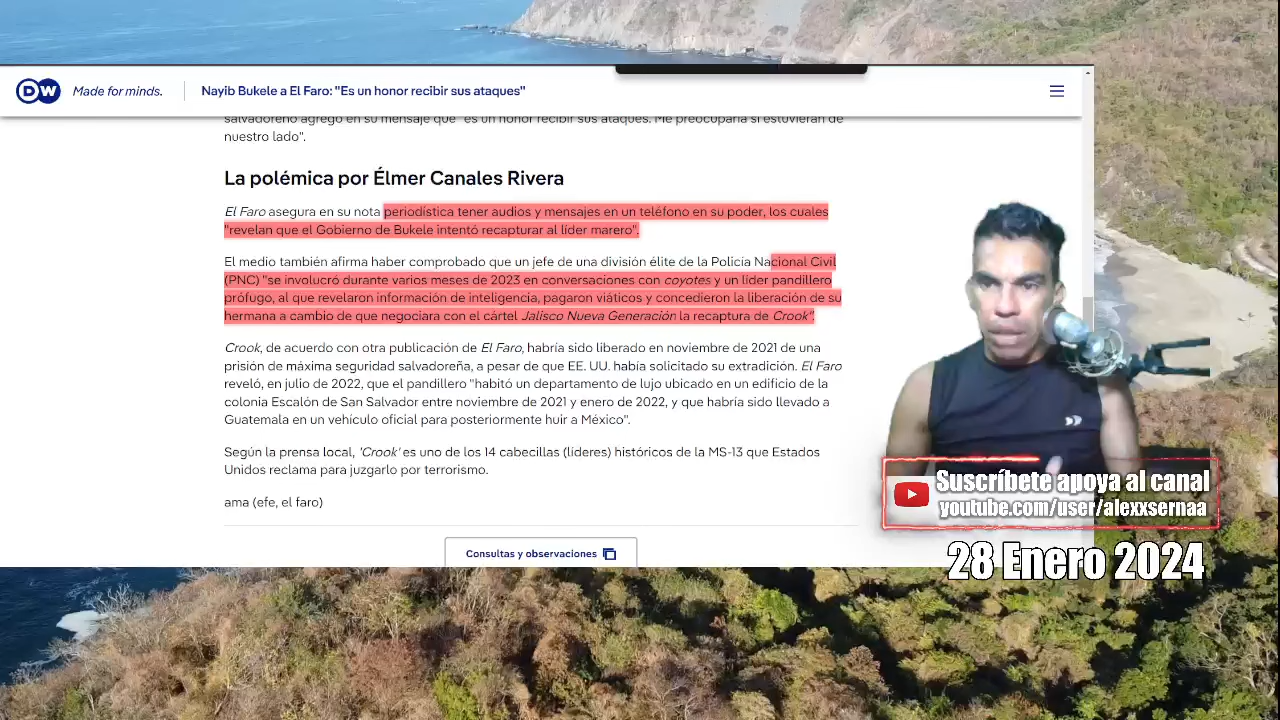 DW Made for minds. Nayib Bukele a El Faro: "Es un honor recibir sus ataques"
salvadoreño agregó en su mensaje que "es un honor recibir sus ataques. Me preocuparía si estuvieran de
nuestro lado".
La polémica por Élmer Canales Rivera
El Faro asegura en su nota periodística tener audios y mensajes en un teléfono en su poder, los cuales
"revelan que el Gobierno de Bukele intentó recapturar al líder marero".
El medio también afirma haber comprobado que un jefe de una división élite de la Policía Nacional Civil
(PNC) "se involucró durante varios meses de 2023 en conversaciones con coyotes y un líder pandillero
prófugo, al que revelaron información de inteligencia, pagaron viáticos y concedieron la liberación de su
hermana a cambio de que negociara con el cártel Jalisco Nueva Generación la recaptura de Crook".
Crook, de acuerdo con otra publicación de El Faro, habría sido liberado en noviembre de 2021 de una
prisión de máxima seguridad salvadoreña, a pesar de que EE. UU. había solicitado su extradición. El Faro
reveló, en julio de 2022, que el pandillero "habitó un departamento de lujo ubicado en un edificio de la
colonia Escalón de San Salvador entre noviembre de 2021 y enero de 2022, y que habría sido llevado a
Guatemala en un vehículo oficial para posteriormente huir a México".
Según la prensa local, 'Crook' es uno de los 14 cabecillas (líderes) históricos de la MS-13 que Estados
Unidos reclama para juzgarlo por terrorismo.
ama (efe, el faro)
Consultas y observaciones
Suscríbete apoya al canal
youtube.com/user/alexxsernaa
28 Enero 2024